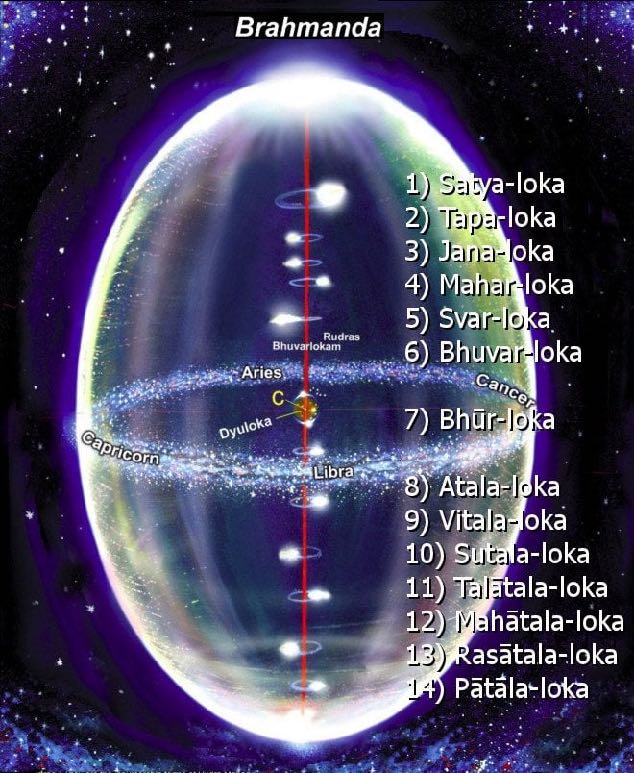 Brahmanda
1) Satya-loka
2) Tapa-loka
3) Jana-loka
4) Mahar-loka
5) Svar-loka
Rudras
Bhuvarlokam
6) Bhuvar-loka
Aries
Cancer
C
Dyuloka
7) Bhūr-loka
Capricorn
Libra
8) Atala-loka
9) Vitala-loka
10) Sutala-loka
11) Talātala-loka
12) Mahātala-loka
13) Rasātala-loka
14) Pātāla-loka